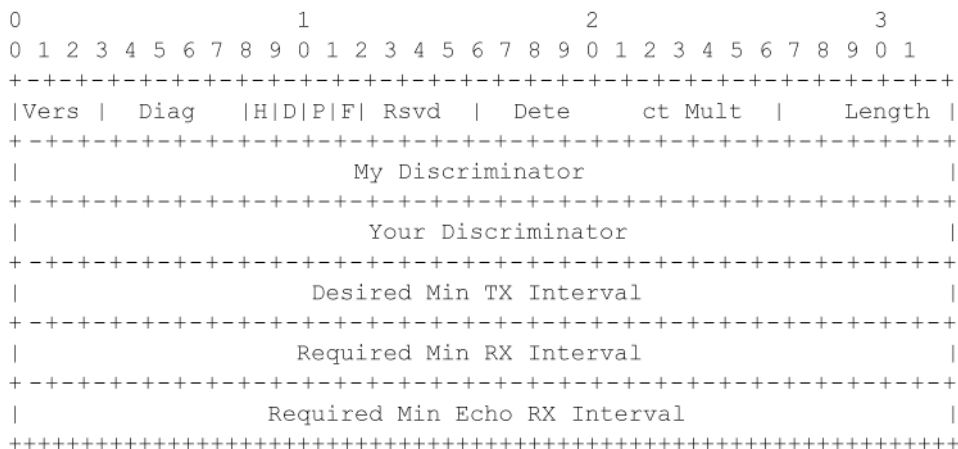 0                   1                   2                   3
0 1 2 3 4 5 6 7 8 9 0 1 2 3 4 5 6 7 8 9 0 1 2 3 4 5 6 7 8 9 0 1
+-+-+-+-+-+-+-+-+-+-+-+-+-+-+-+-+-+-+-+-+-+-+-+-+-+-+-+-+-+-+-+-+
|Vers | Diag |H|D|P|F| Rsvd | Dete ct Mult | Length |
+-+-+-+-+-+-+-+-+-+-+-+-+-+-+-+-+-+-+-+-+-+-+-+-+-+-+-+-+-+-+-+-+
| My Discriminator |
+-+-+-+-+-+-+-+-+-+-+-+-+-+-+-+-+-+-+-+-+-+-+-+-+-+-+-+-+-+-+-+-+
| Your Discriminator |
+-+-+-+-+-+-+-+-+-+-+-+-+-+-+-+-+-+-+-+-+-+-+-+-+-+-+-+-+-+-+-+-+
| Desired Min TX Interval |
+-+-+-+-+-+-+-+-+-+-+-+-+-+-+-+-+-+-+-+-+-+-+-+-+-+-+-+-+-+-+-+-+
| Required Min RX Interval |
+-+-+-+-+-+-+-+-+-+-+-+-+-+-+-+-+-+-+-+-+-+-+-+-+-+-+-+-+-+-+-+-+
| Required Min Echo RX Interval |
+++++++++++++++++++++++++++++++++++++++++++++++++++++++++++++++++